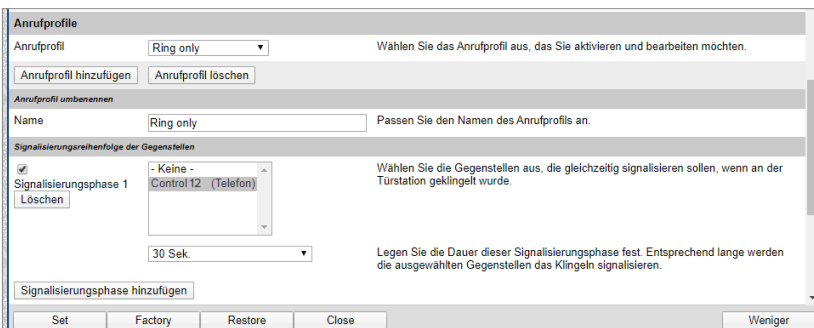 Anrufprofile
Anrufprofil
Ring only
Wählen Sie das Anrufprofil aus, das Sie aktivieren und bearbeiten möchten.
Anrufprofil hinzufügen
Anrufprofil löschen
Anrufprofil umbenennen
Name
Ring only
Passen Sie den Namen des Anrufprofils an.
Signalisierungsreihenfolge der Gegenstellen
Signalisierungsphase 1
Löschen
- Keine -
Control12 (Telefon)
Wählen Sie die Gegenstellen aus, die gleichzeitig signalisieren sollen, wenn an der
Türstation geklingelt wurde.
30 Sek.
Legen Sie die Dauer dieser Signalisierungsphase fest. Entsprechend lange werden
die ausgewählten Gegenstellen das Klingeln signalisieren.
Signalisierungsphase hinzufügen
Set
Factory
Restore
Close
Weniger